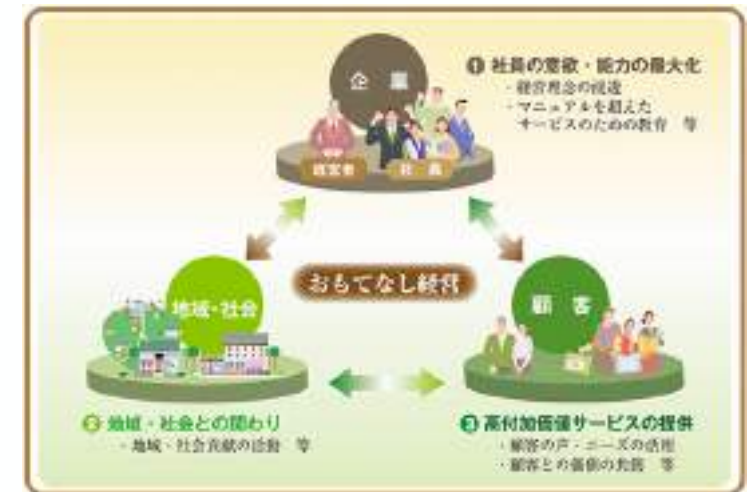 企 業
❶ 社員の意欲・能力の最大化
・経営理念の浸透
・マニュアルを超えた
サービスのための教育 等
経営者
社 員
おもてなし経営
地域・社会
顧 客
❷ 地域・社会との関わり
・地域・社会貢献の活動 等
❸ 高付加価値サービスの提供
・顧客の声・ニーズの活用
・顧客との価値の共創 等